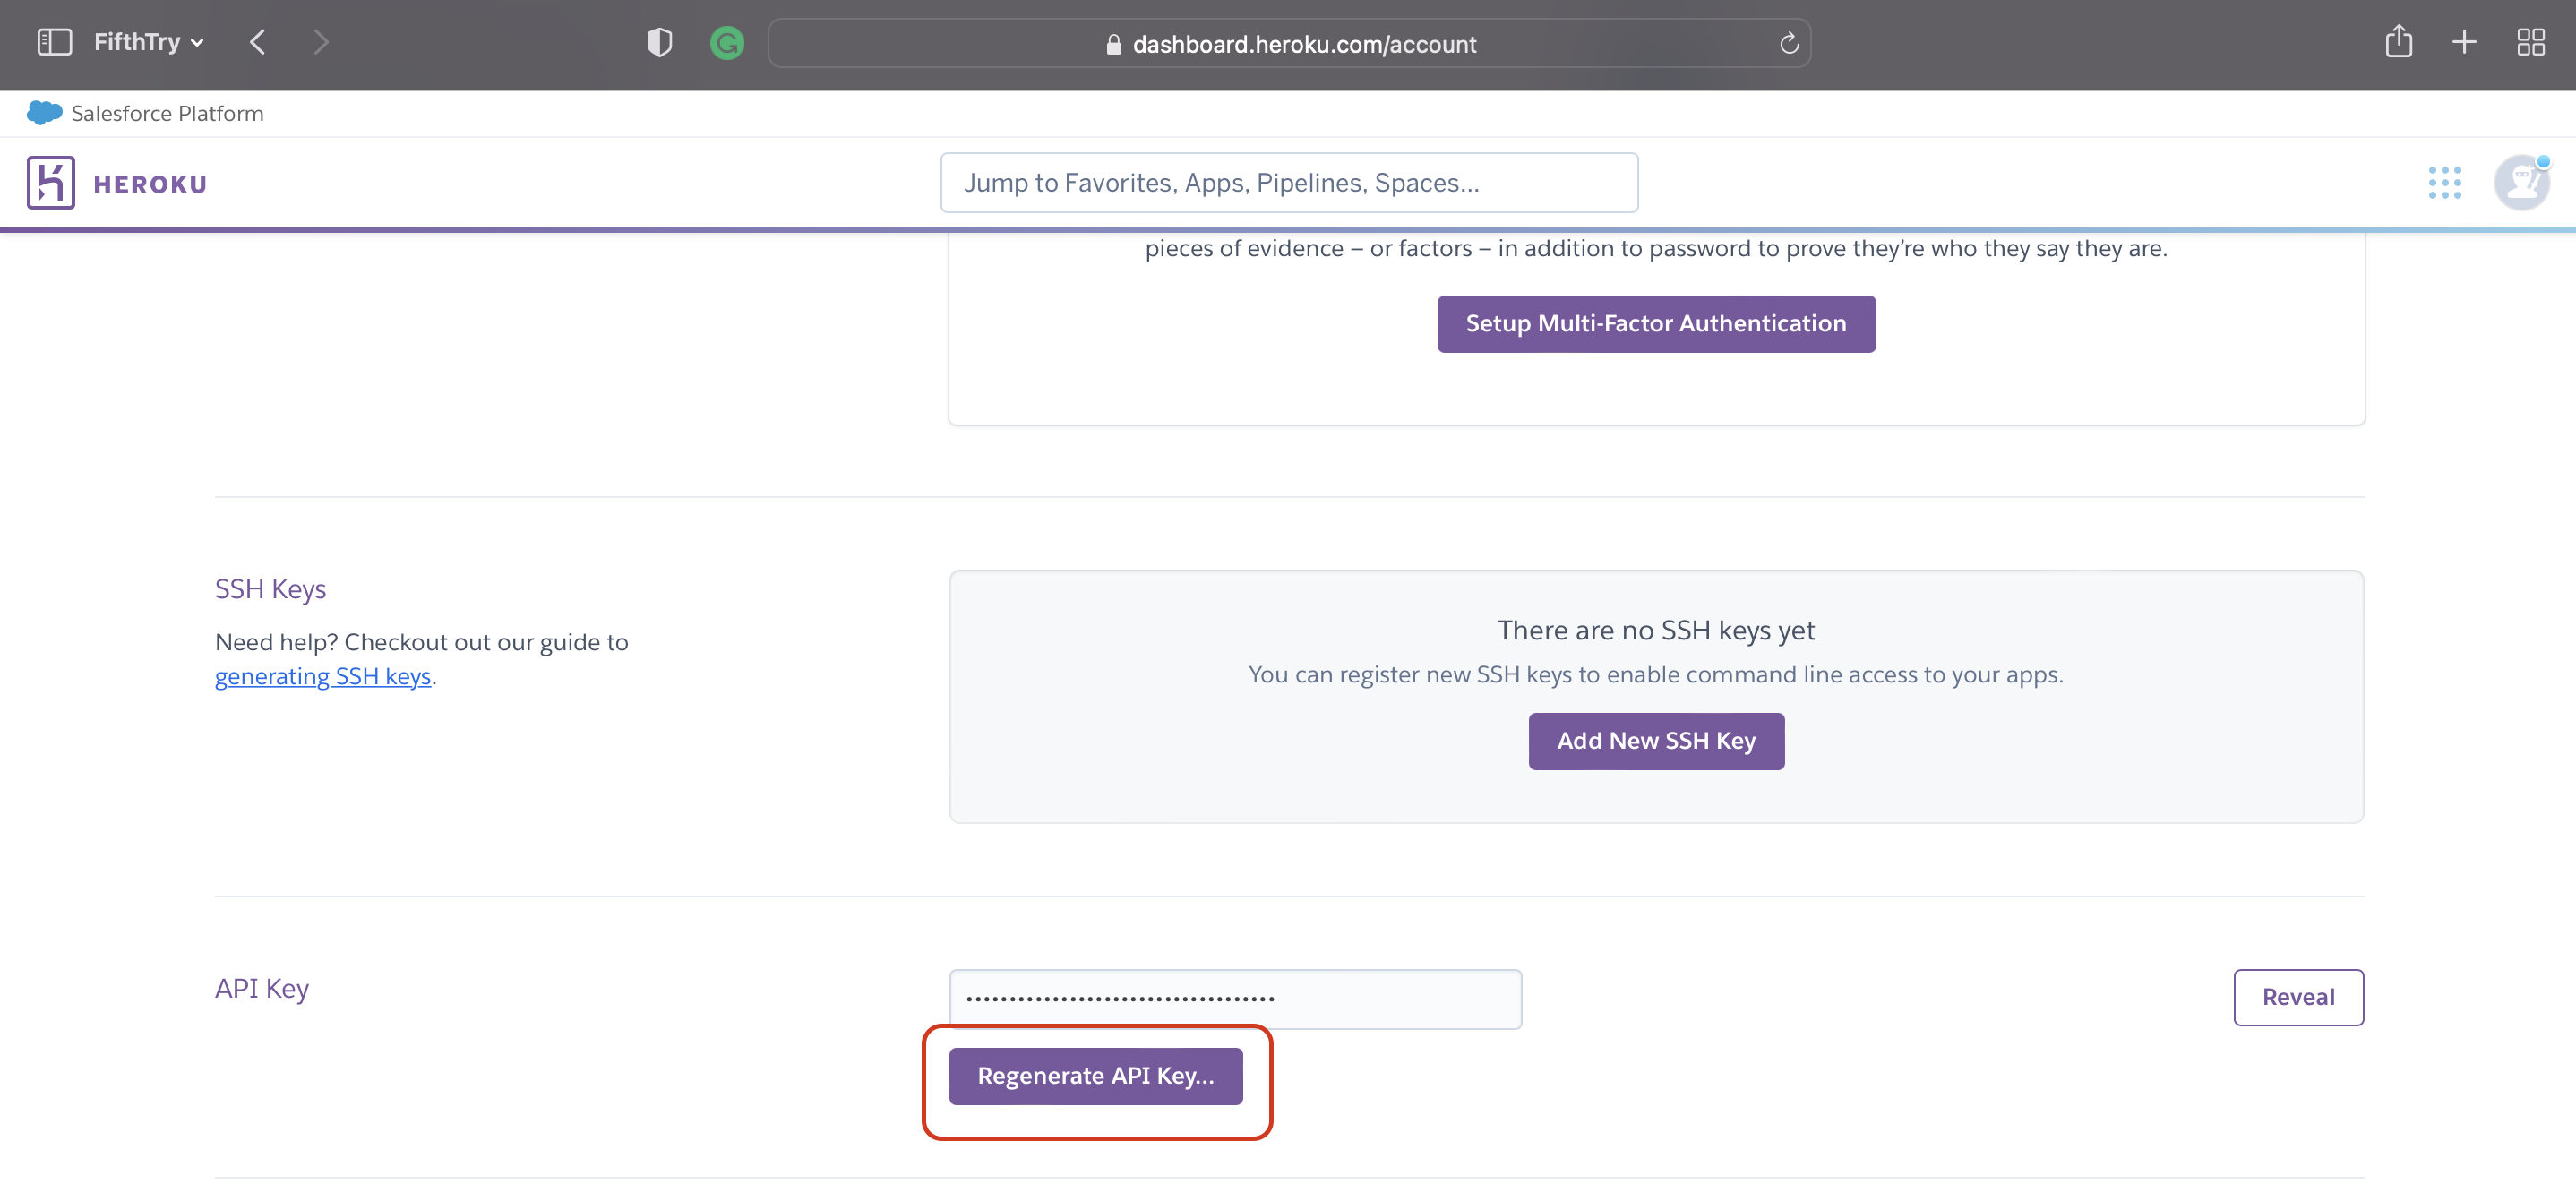 FifthTry
dashboard.heroku.com/account
Salesforce Platform
HEROKU
Jump to Favorites, Apps, Pipelines, Spaces...
pieces of evidence – or factors – in addition to password to prove they’re who they say they are.
Setup Multi-Factor Authentication
SSH Keys
Need help? Checkout out our guide to
generating SSH keys.
There are no SSH keys yet
You can register new SSH keys to enable command line access to your apps.
Add New SSH Key
API Key
••••••••••••••••••••••••••••••••••••
Reveal
Regenerate API Key...